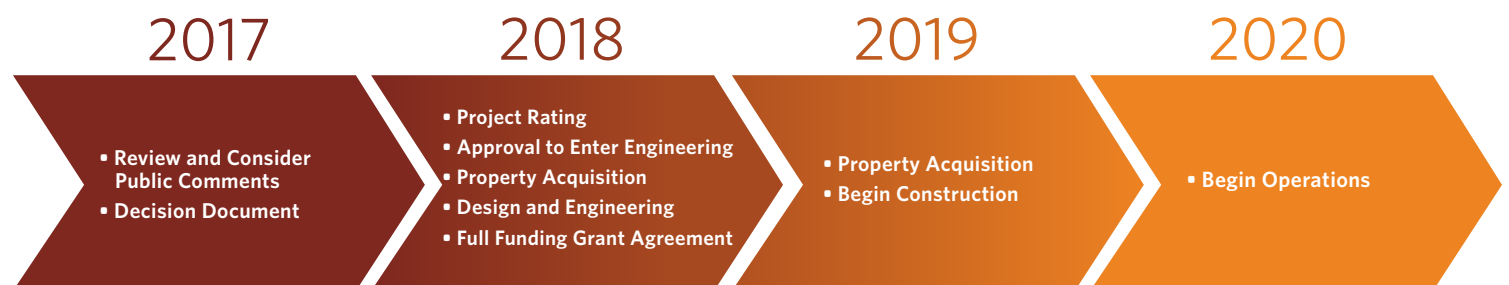 2017
▪ Review and Consider
Public Comments
▪ Decision Document
2018
▪ Project Rating
▪ Approval to Enter Engineering
▪ Property Acquisition
▪ Design and Engineering
▪ Full Funding Grant Agreement
2019
▪ Property Acquisition
▪ Begin Construction
2020
▪ Begin Operations